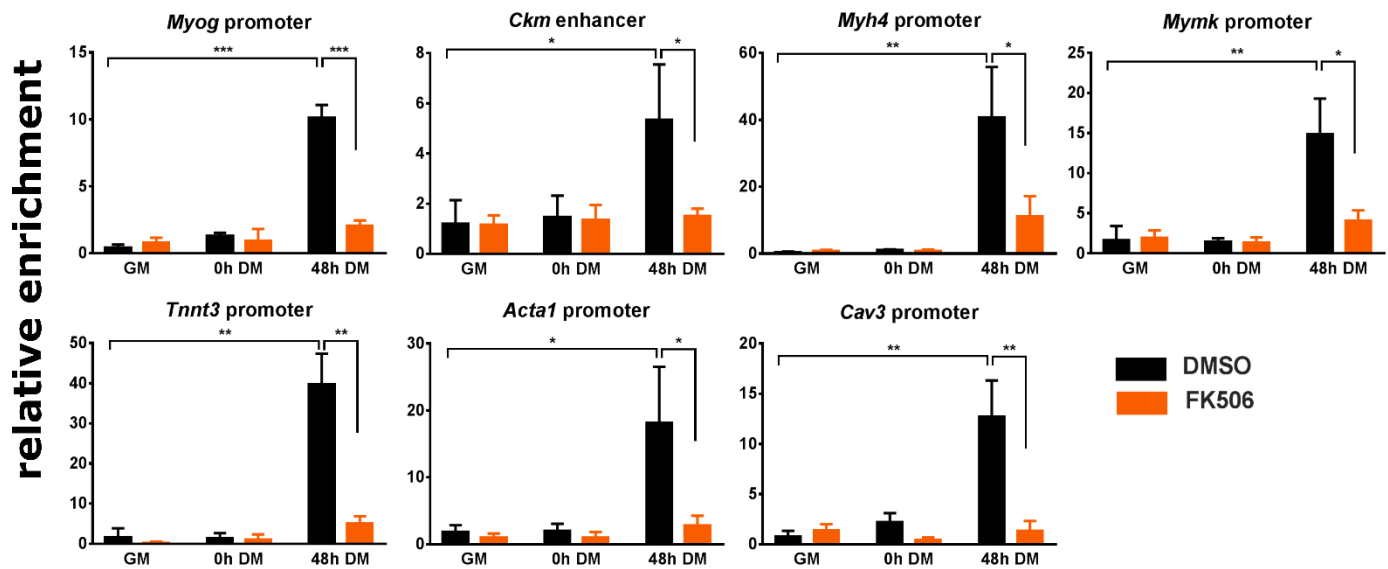 relative enrichment
Myog promoter
15
10
5
0
***
***
GM
0h DM
48h DM
Ckm enhancer
8
6
4
2
0
*
*
GM
0h DM
48h DM
Myh4 promoter
60
40
20
0
**
*
GM
0h DM
48h DM
Mymk promoter
25
20
15
10
5
0
**
*
GM
0h DM
48h DM
Tnnt3 promoter
50
40
30
20
10
0
**
**
GM
0h DM
48h DM
Acta1 promoter
30
20
10
0
*
*
GM
0h DM
48h DM
Cav3 promoter
20
15
10
5
0
**
**
GM
0h DM
48h DM
DMSO
FK506